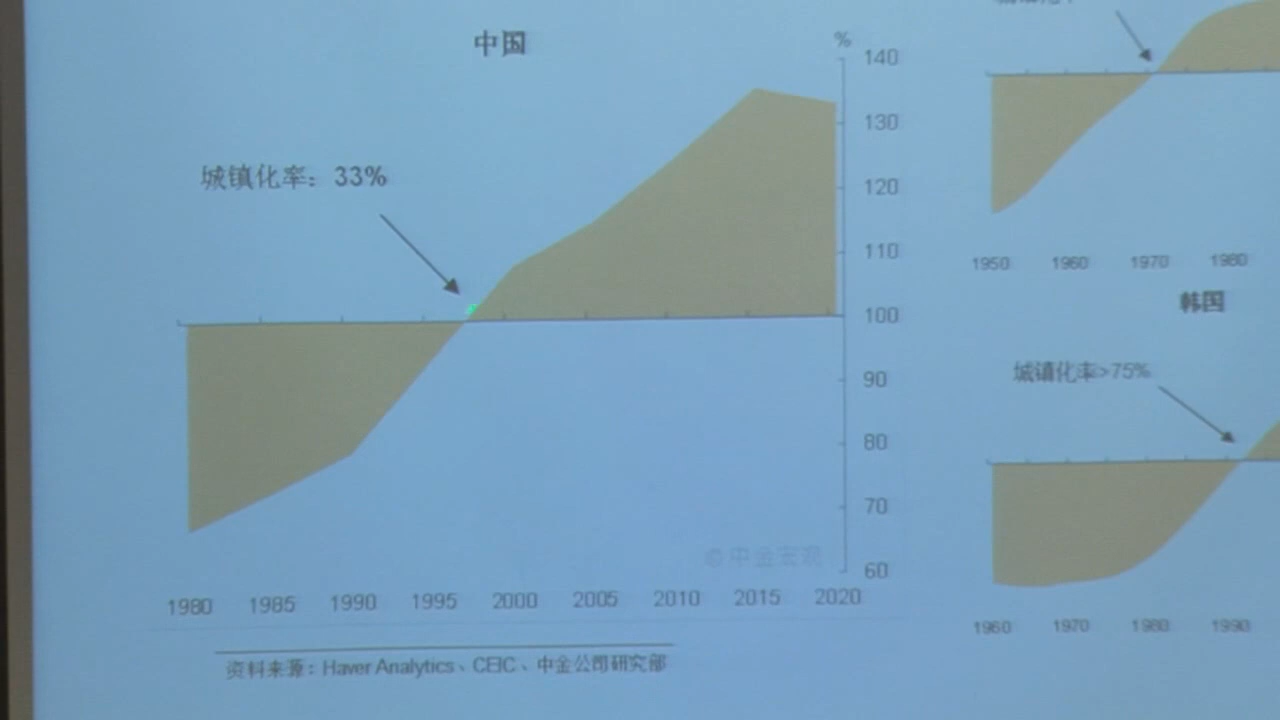 中国
%
140
130
120
110
100
90
80
70
60
城镇化率：33%
1980 1985 1990 1995 2000 2005 2010 2015 2020
©中金宏观
资料来源：Haver Analytics、CEIC、中金公司研究部
1950 1960 1970 1980
韩国
城镇化率>75%
1960 1970 1980 1990